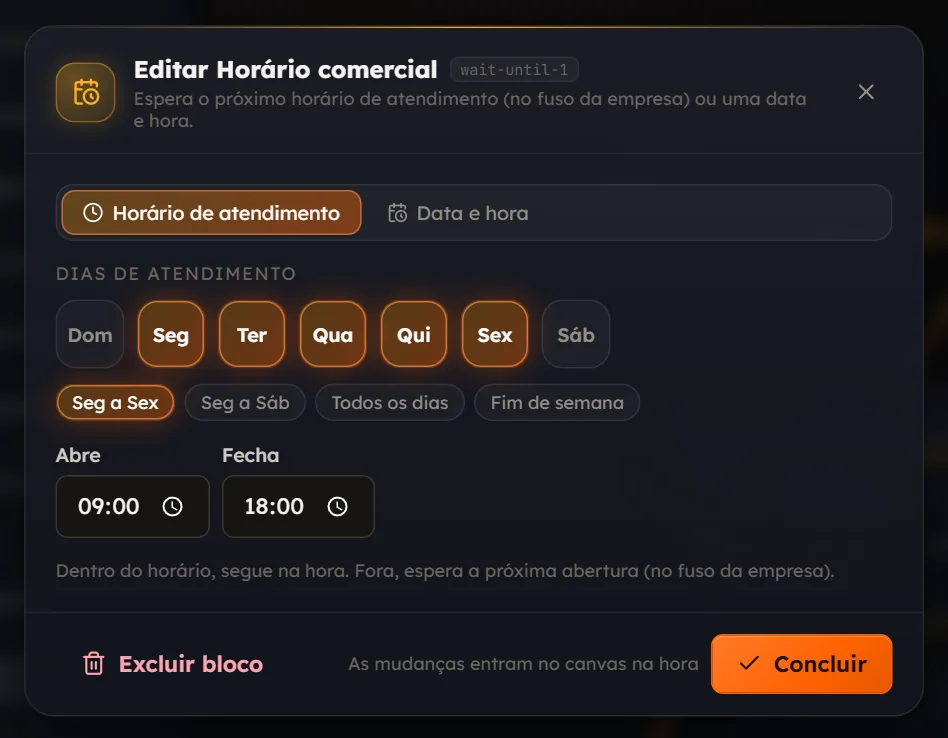 Editar Horário comercial wait-until-1
Espera o próximo horário de atendimento (no fuso da empresa) ou uma data
e hora.
Horário de atendimento Data e hora
DIAS DE ATENDIMENTO
Dom Seg Ter Qua Qui Sex Sáb
Seg a Sex Seg a Sáb Todos os dias Fim de semana
Abre Fecha
09:00 18:00
Dentro do horário, segue na hora. Fora, espera a próxima abertura (no fuso da empresa).
Excluir bloco As mudanças entram no canvas na hora Concluir